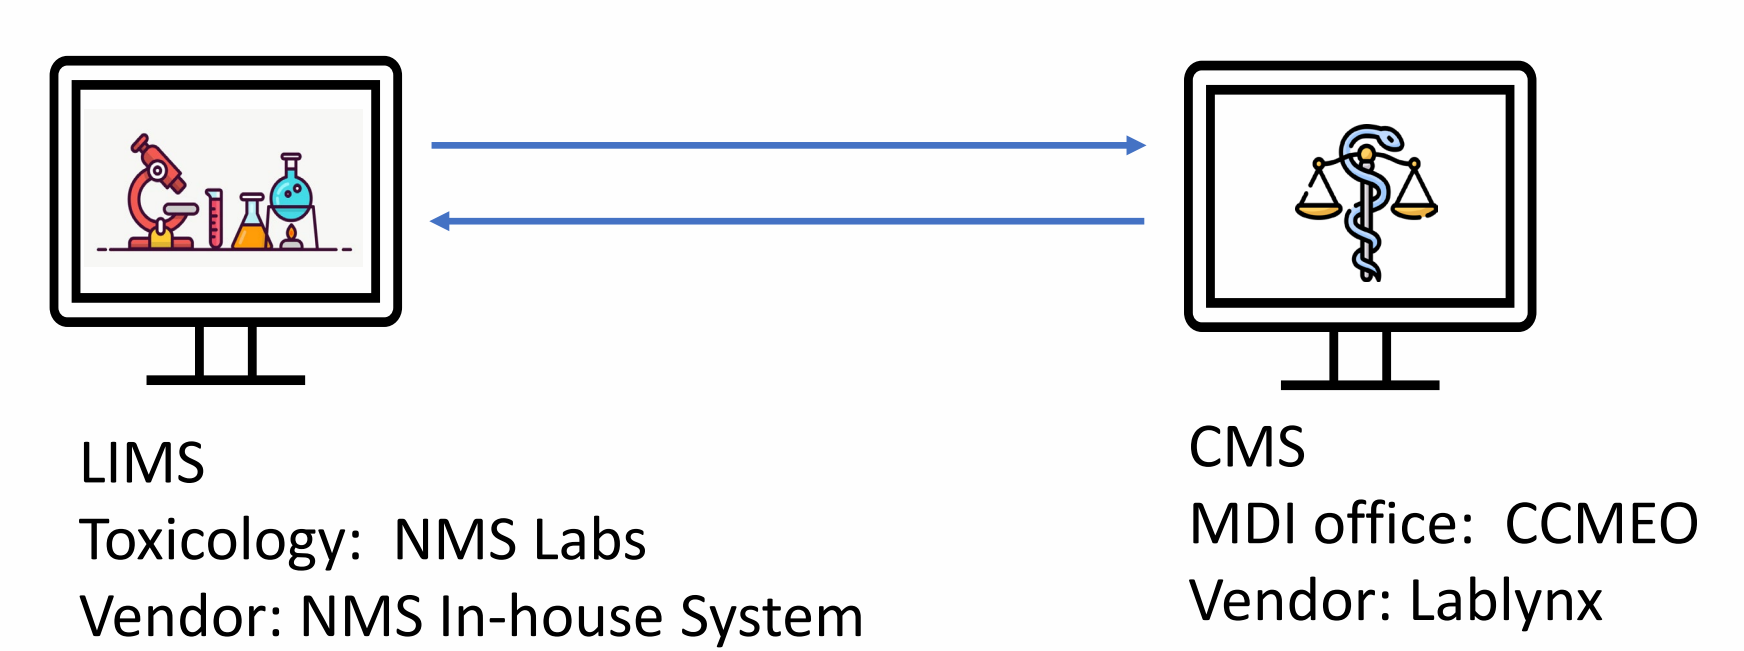 LIMS
Toxicology:  NMS Labs
Vendor: NMS In-house System
CMS
MDI office:  CCMEO
Vendor: Lablynx